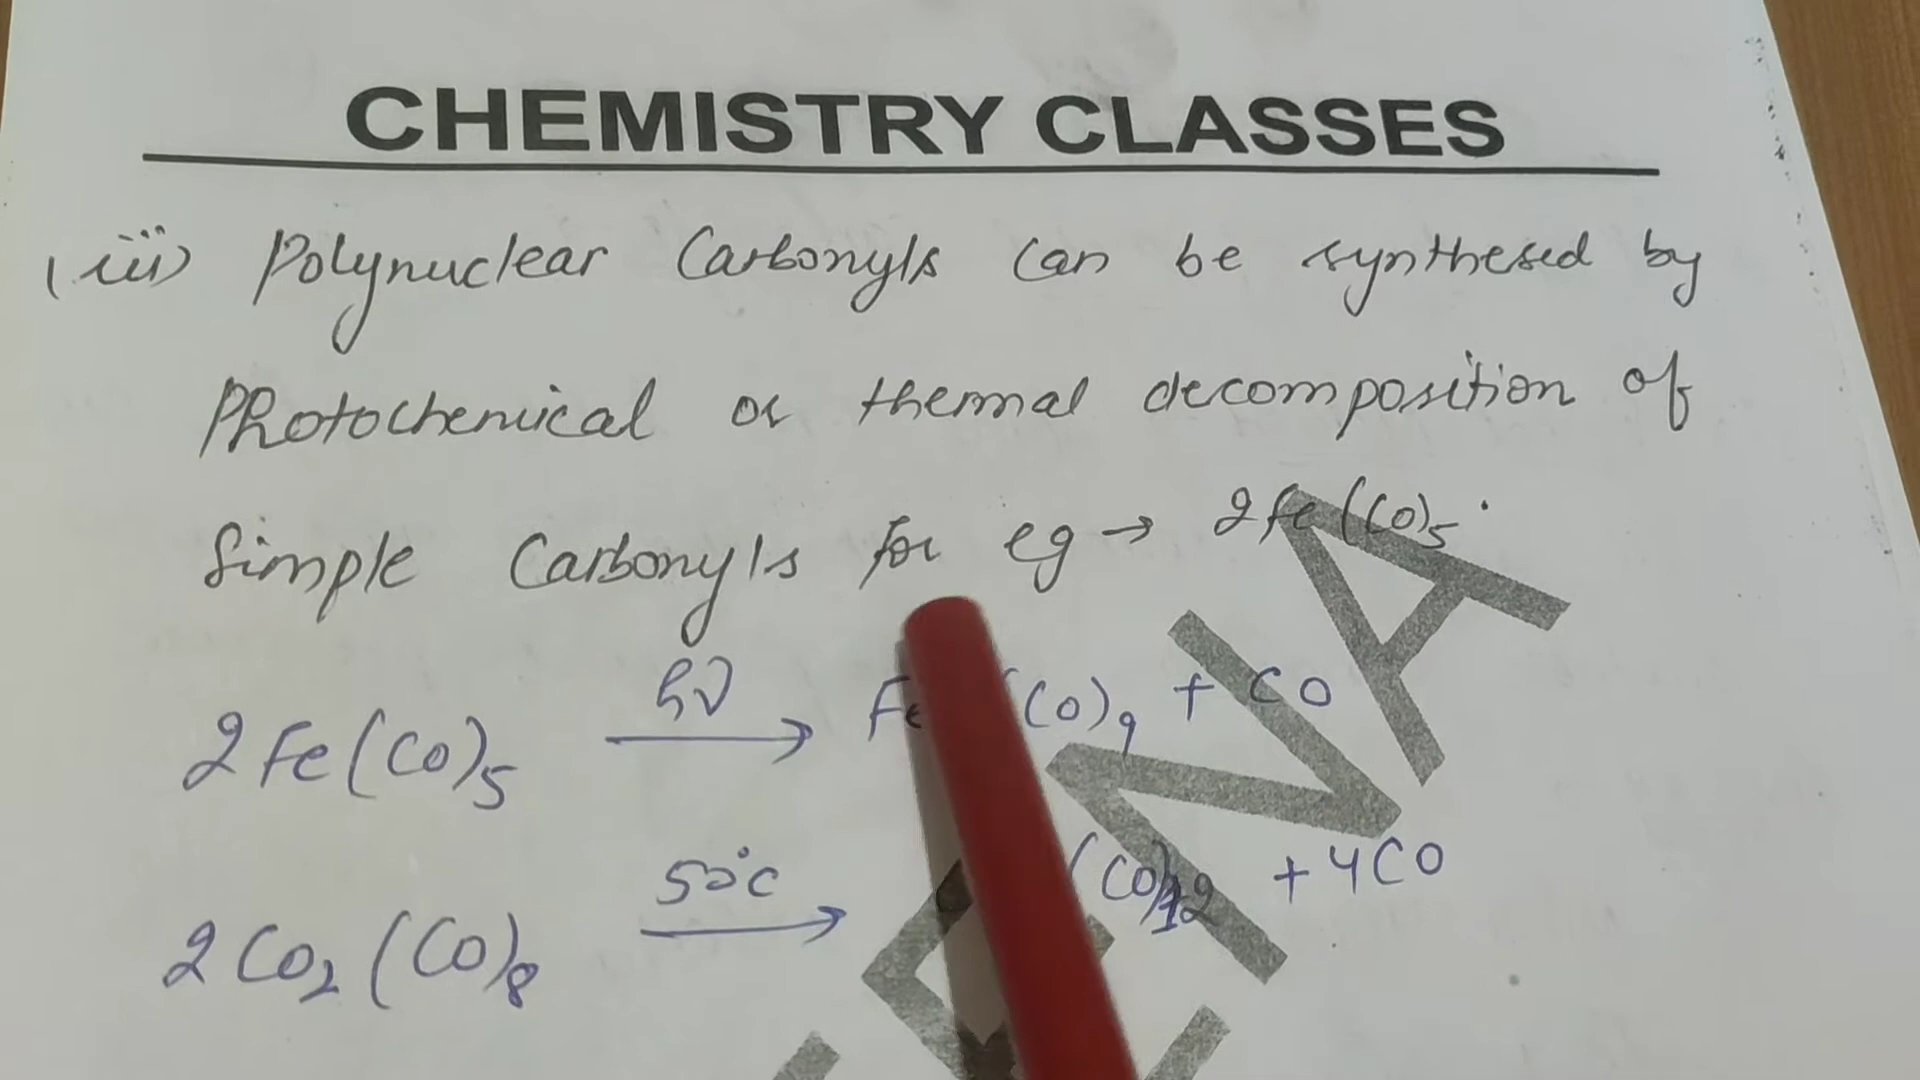 CHEMISTRY CLASSES
(iii) Polynuclear Carbonyls can be synthesed by
Photochemical or thermal decomposition of
Simple Carbonyls for eg → 2Fe(CO)5.
2Fe(CO)5 hν → Fe (CO)9 + CO
2CO2(CO)8 50°C → (CO)12 + 4CO
ENA